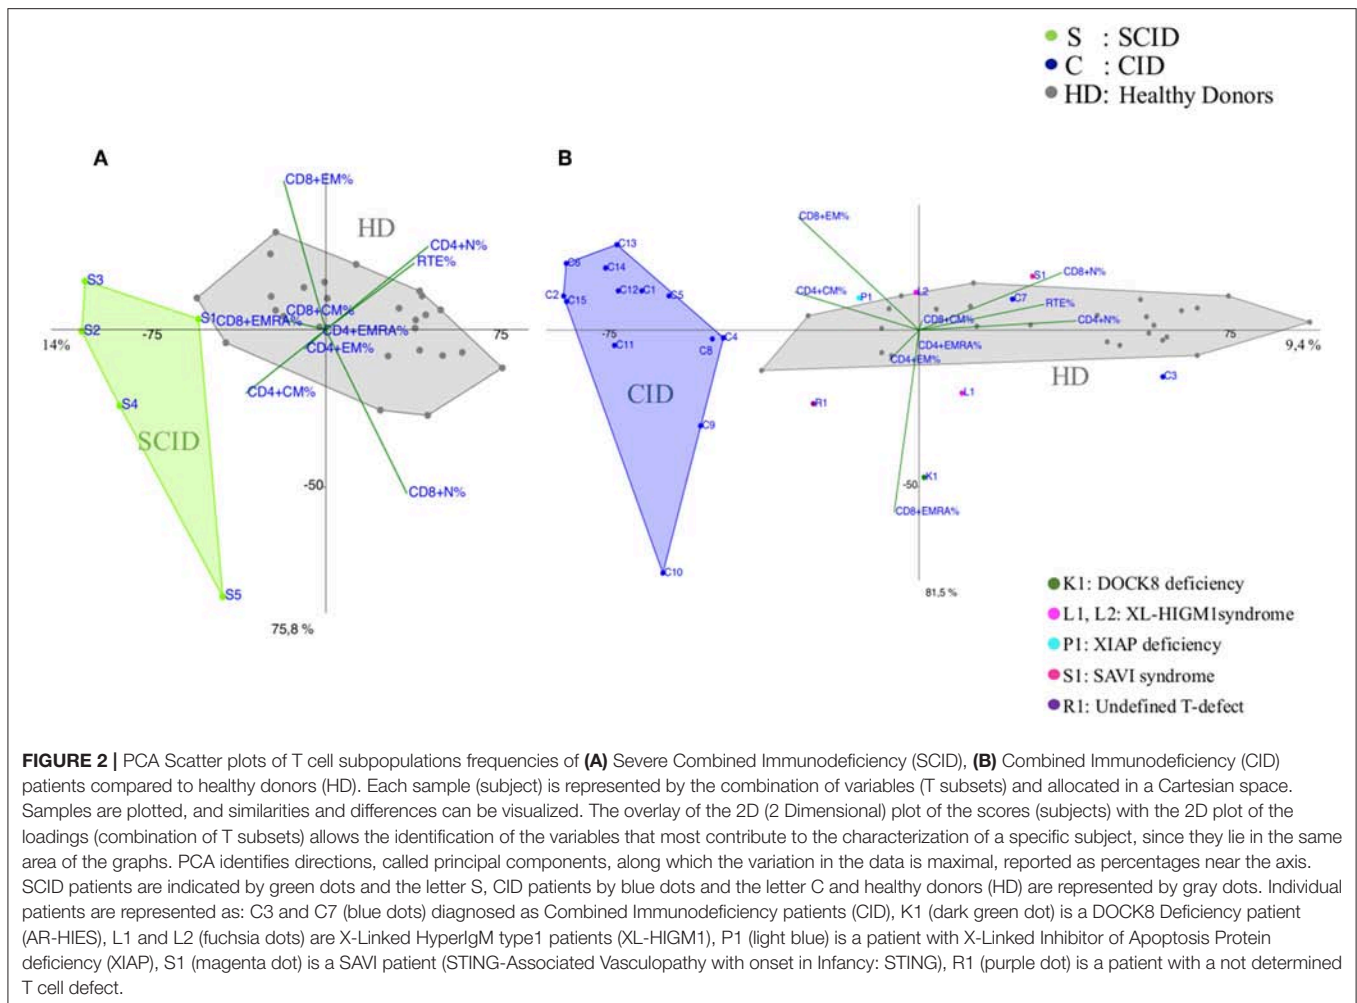 S : SCID
C : CID
HD: Healthy Donors
A
CD8+EM%
HD
CD4+N%
RTE%
S3
CD8+CM%
S1
CD8+EMRA%
CD4+EMRA%
S2
-75
75
14%
CD4+EM%
CD4+CM%
S4
SCID
CD8+N%
-50
S5
75,8 %
B
CD8+EM%
C13
C6
C14
S1
CD8+N%
C2
C15
C12
C1
C5
CD4+CM%
P1
L2
C7
RTE%
CD8+CM%
CD4+N%
-75
C4
75
C11
C8
CD4+EMRA%
9,4 %
CD4+EM%
HD
C3
CID
L1
R1
C9
K1
-50
CD8+EMRA%
C10
81,5 %
K1: DOCK8 deficiency
L1, L2: XL-HIGM1syndrome
P1: XIAP deficiency
S1: SAVI syndrome
R1: Undefined T-defect
FIGURE 2 | PCA Scatter plots of T cell subpopulations frequencies of (A) Severe Combined Immunodeficiency (SCID), (B) Combined Immunodeficiency (CID)
patients compared to healthy donors (HD). Each sample (subject) is represented by the combination of variables (T subsets) and allocated in a Cartesian space.
Samples are plotted, and similarities and differences can be visualized. The overlay of the 2D (2 Dimensional) plot of the scores (subjects) with the 2D plot of the
loadings (combination of T subsets) allows the identification of the variables that most contribute to the characterization of a specific subject, since they lie in the same
area of the graphs. PCA identifies directions, called principal components, along which the variation in the data is maximal, reported as percentages near the axis.
SCID patients are indicated by green dots and the letter S, CID patients by blue dots and the letter C and healthy donors (HD) are represented by gray dots. Individual
patients are represented as: C3 and C7 (blue dots) diagnosed as Combined Immunodeficiency patients (CID), K1 (dark green dot) is a DOCK8 Deficiency patient
(AR-HIES), L1 and L2 (fuchsia dots) are X-Linked HyperIgM type1 patients (XL-HIGM1), P1 (light blue) is a patient with X-Linked Inhibitor of Apoptosis Protein
deficiency (XIAP), S1 (magenta dot) is a SAVI patient (STING-Associated Vasculopathy with onset in Infancy: STING), R1 (purple dot) is a patient with a not determined
T cell defect.